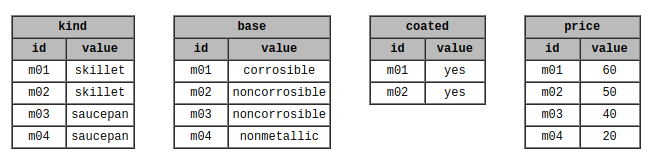 kind
id value
m01 skillet
m02 skillet
m03 saucepan
m04 saucepan
base
id value
m01 corrosible
m02 noncorrosible
m03 noncorrosible
m04 nonmetallic
coated
id value
m01 yes
m02 yes
price
id value
m01 60
m02 50
m03 40
m04 20